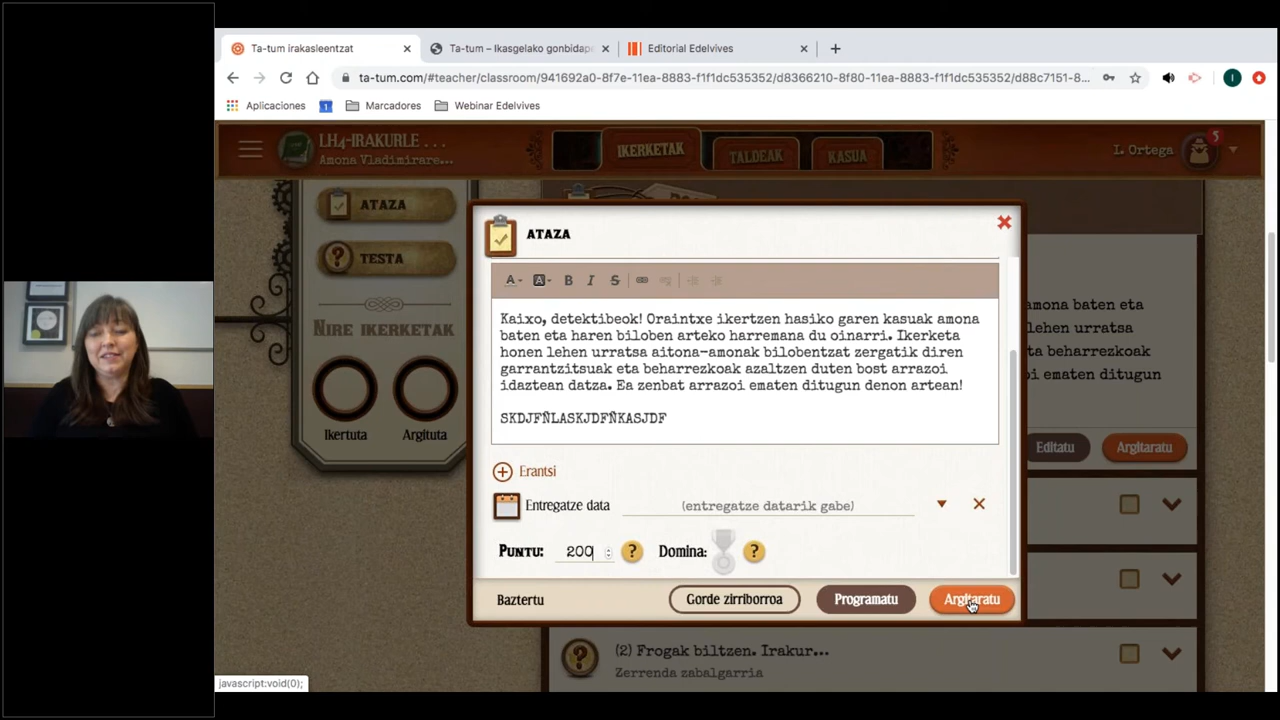 Ta-tum irakasleentzat
Ta-tum – Ikasgelako gonbidape
Editorial Edelvives
ta-tum.com/#teacher/classroom/941692a0-8f7e-11ea-8883-f1f1dc535352/d8366210-8f80-11ea-8883-f1f1dc535352/d88c7151-8...
Aplicaciones
Marcadores
Webinar Edelvives
LH4-IRAKURLE ...
Amona Vladimirare...
IKERKETAK
TALDEAK
KASUA
I. Ortega
5
ATAZA
TESTA
NIRE IKERKETAK
Ikertuta
Argituta
ATAZA
Kaixo, detektibeok! Oraintxe ikertzen hasiko garen kasuak amona
baten eta haren biloben arteko harremana du oinarri. Ikerketa
honen lehen urratsa aitona-amonak bilobentzat zergatik diren
garrantzitsuak eta beharrezkoak azaltzen duten bost arrazoi
idaztean datza. Ea zenbat arrazoi ematen ditugun denon artean!
SKDJFÑLASKJDFÑKASJDF
Erantsi
Entregatze data
(entregatze datarik gabe)
Puntu: 200
Domina:
Baztertu
Gorde zirriborroa
Programatu
Argitaratu
amona baten eta
lehen urratsa
ta beharrezkoak
oi ematen ditugun
Editatu
Argitaratu
(2) Frogak biltzen. Irakur...
Zerrenda zabalgarria
javascript:void(0);